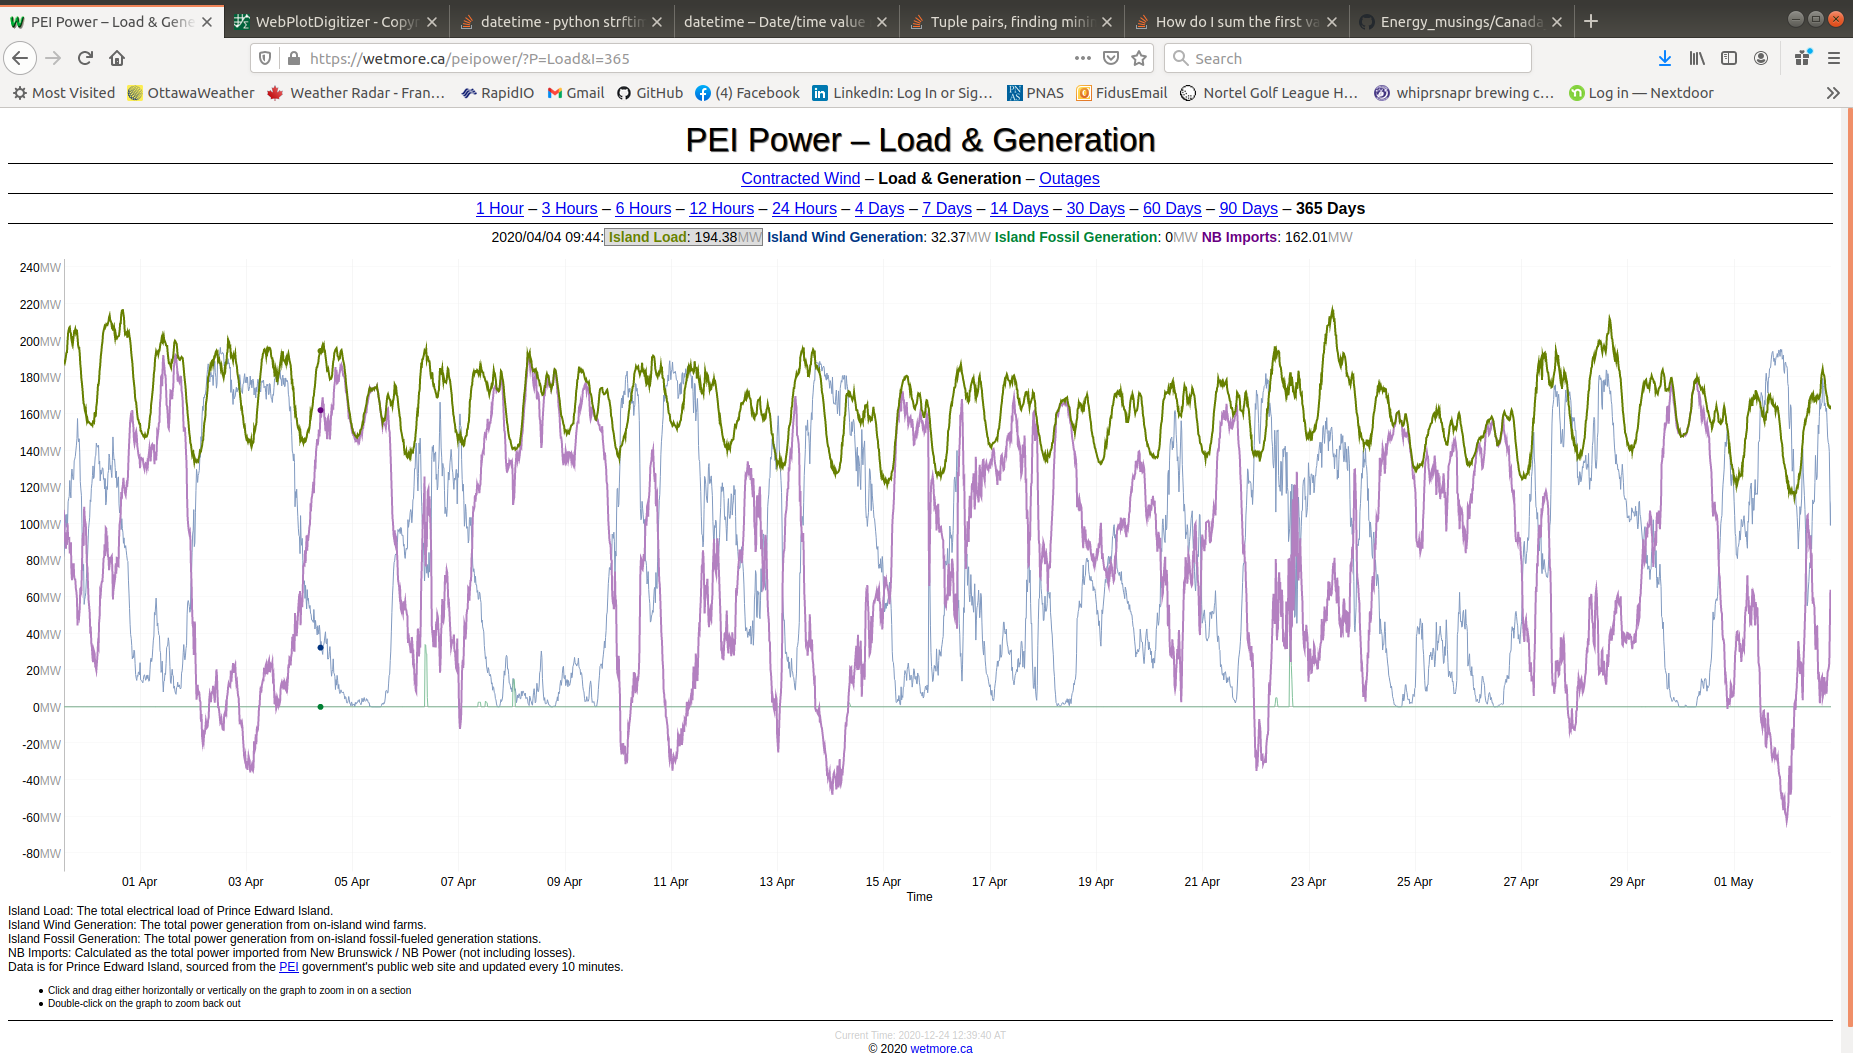 PEI Power – Load & Gene
WebPlotDigitizer - Copyr
datetime - python strftim
datetime – Date/time value
Tuple pairs, finding minim
How do I sum the first va
Energy_musings/Canada
https://wetmore.ca/peipower/?P=Load&I=365
Search
Most Visited OttawaWeather Weather Radar - Fran… RapidIO Gmail GitHub (4) Facebook LinkedIn: Log In or Sig… PNAS FidusEmail Nortel Golf League H… whiprsnapr brewing c… Log in — Nextdoor
PEI Power – Load & Generation
Contracted Wind – Load & Generation – Outages
1 Hour – 3 Hours – 6 Hours – 12 Hours – 24 Hours – 4 Days – 7 Days – 14 Days – 30 Days – 60 Days – 90 Days – 365 Days
2020/04/04 09:44: Island Load: 194.38MW Island Wind Generation: 32.37MW Island Fossil Generation: 0MW NB Imports: 162.01MW
240MW
220MW
200MW
180MW
160MW
140MW
120MW
100MW
80MW
60MW
40MW
20MW
0MW
-20MW
-40MW
-60MW
-80MW
01 Apr 03 Apr 05 Apr 07 Apr 09 Apr 11 Apr 13 Apr 15 Apr 17 Apr 19 Apr 21 Apr 23 Apr 25 Apr 27 Apr 29 Apr 01 May
Time
Island Load: The total electrical load of Prince Edward Island.
Island Wind Generation: The total power generation from on-island wind farms.
Island Fossil Generation: The total power generation from on-island fossil-fueled generation stations.
NB Imports: Calculated as the total power imported from New Brunswick / NB Power (not including losses).
Data is for Prince Edward Island, sourced from the PEI government's public web site and updated every 10 minutes.
• Click and drag either horizontally or vertically on the graph to zoom in on a section
• Double-click on the graph to zoom back out
Current Time: 2020-12-24 12:39:40 AT
© 2020 wetmore.ca